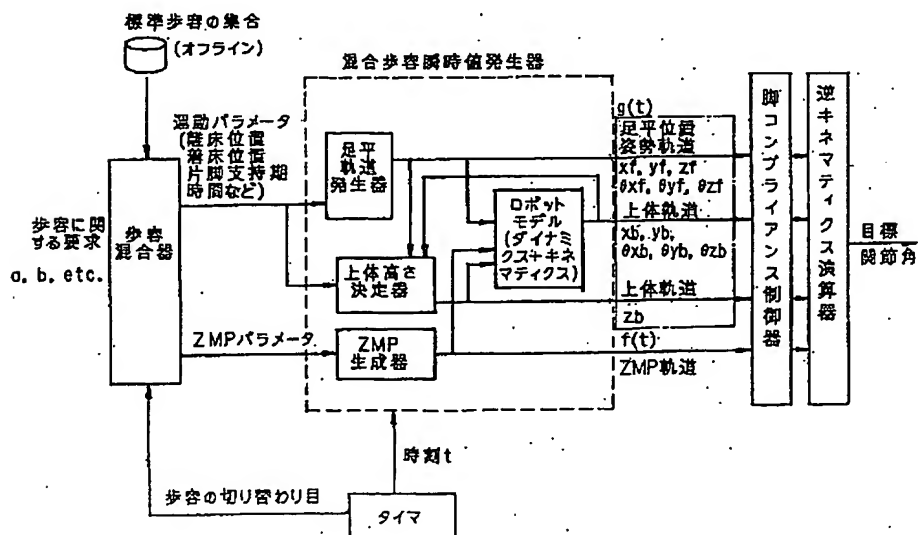 標準歩容の集合
(オフライン)
混合歩容瞬時値発生器
運動パラメータ
(離床位置
着床位置
片脚支持期
時間など)
足平
軌道
発生器
g(t)
足平位置
姿勢軌道
xf, yf, zf
θxf, θyf, θzf
上体軌道
xb, yb,
θxb, θyb, θzb
上体軌道
zb
f(t)
ZMP軌道
ロボット
モデル
(ダイナミ
クス+キネ
マティクス)
歩容に関
する要求
a, b, etc.
歩容
混合器
上体高さ
決定器
ZMPパラメータ
ZMP
生成器
脚コンプライアンス制御器
逆キネマティクス演算器
目標
関節角
時刻t
歩容の切り替わり目
タイマ